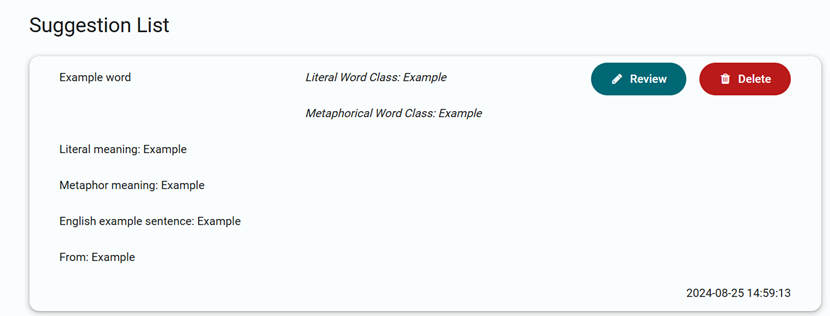 Suggestion List
Example word
Literal Word Class: Example
Review
Delete
Metaphorical Word Class: Example
Literal meaning: Example
Metaphor meaning: Example
English example sentence: Example
From: Example
2024-08-25 14:59:13